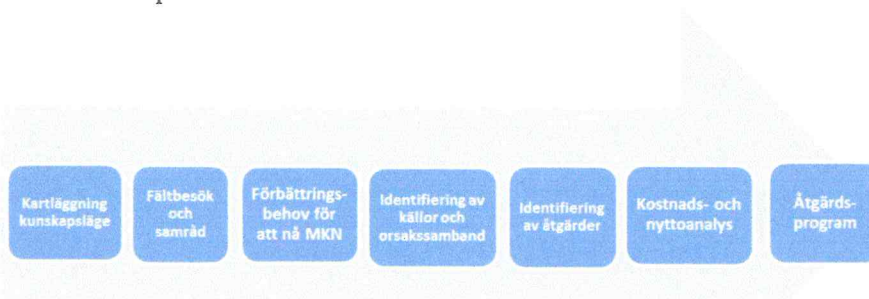 Kartläggning
kunskapsläge
Fältbesök
och
samråd
Förbättrings-
behov för
att nå MKN
Identifiering av
källor och
orsakssamband
Identifiering
av åtgärder
Kostnads- och
nyttoanalys
Åtgärds-
program